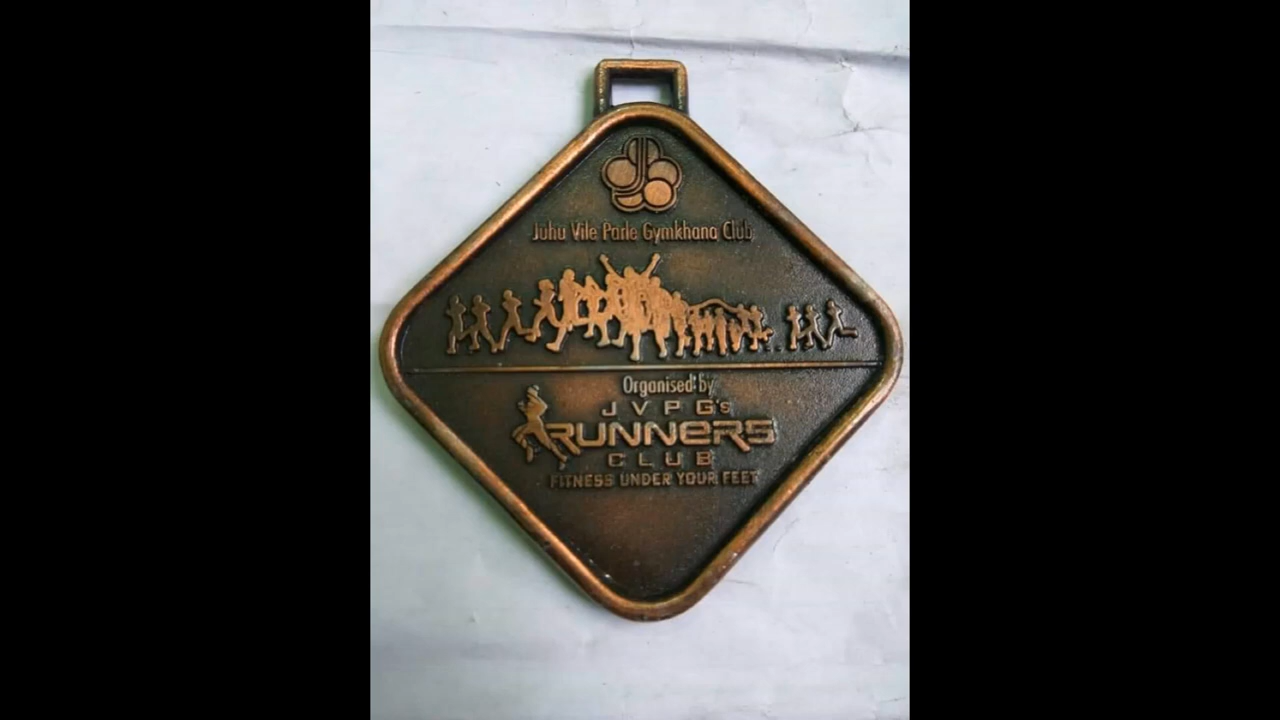 Juhu Vile Parle Gymkhana Club
Organised by
JVPG's
RUNNERS
CLUB
FITNESS UNDER YOUR FEET